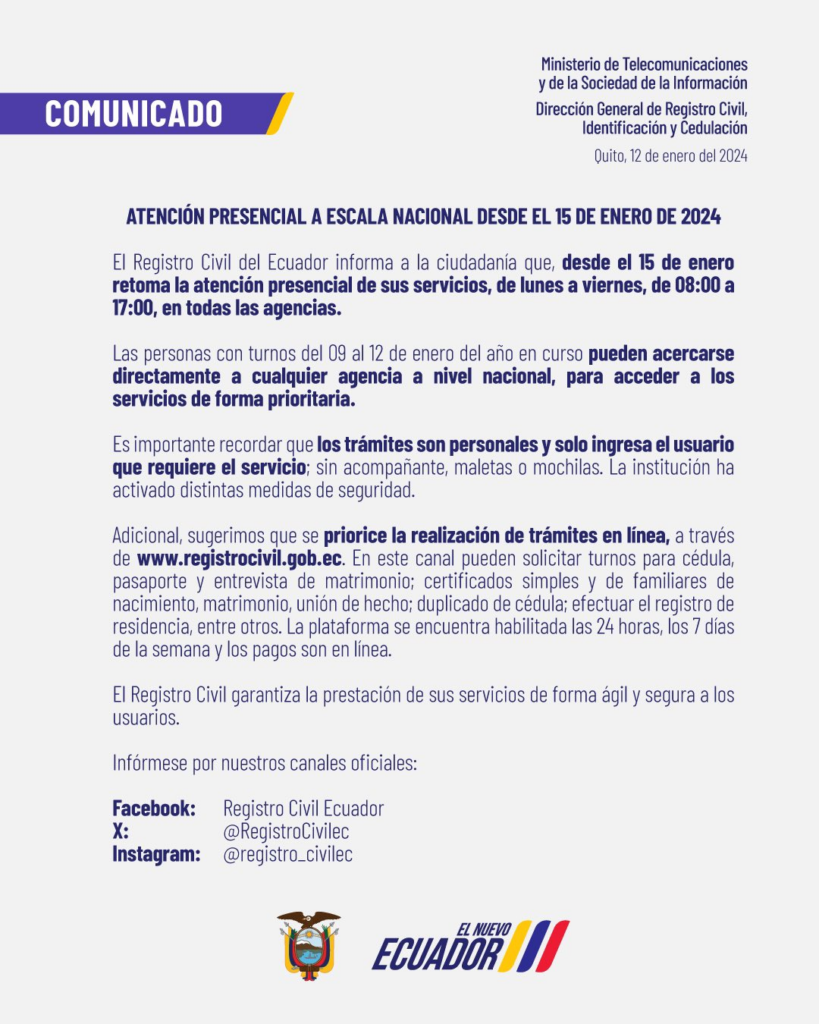 COMUNICADO
Ministerio de Telecomunicaciones
y de la Sociedad de la Información
Dirección General de Registro Civil,
Identificación y Cedulación
Quito, 12 de enero del 2024
ATENCIÓN PRESENCIAL A ESCALA NACIONAL DESDE EL 15 DE ENERO DE 2024
El Registro Civil del Ecuador informa a la ciudadanía que, desde el 15 de enero
retoma la atención presencial de sus servicios, de lunes a viernes, de 08:00 a
17:00, en todas las agencias.
Las personas con turnos del 09 al 12 de enero del año en curso pueden acercarse
directamente a cualquier agencia a nivel nacional, para acceder a los
servicios de forma prioritaria.
Es importante recordar que los trámites son personales y solo ingresa el usuario
que requiere el servicio; sin acompañante, maletas o mochilas. La institución ha
activado distintas medidas de seguridad.
Adicional, sugerimos que se priorice la realización de trámites en línea, a través
de www.registrocivil.gob.ec. En este canal pueden solicitar turnos para cédula,
pasaporte y entrevista de matrimonio; certificados simples y de familiares de
nacimiento, matrimonio, unión de hecho; duplicado de cédula; efectuar el registro de
residencia, entre otros. La plataforma se encuentra habilitada las 24 horas, los 7 días
de la semana y los pagos son en línea.
El Registro Civil garantiza la prestación de sus servicios de forma ágil y segura a los
usuarios.
Infórmese por nuestros canales oficiales:
Facebook: Registro Civil Ecuador
X: @RegistroCivilec
Instagram: @registro_civilec
EL NUEVO
ECUADOR